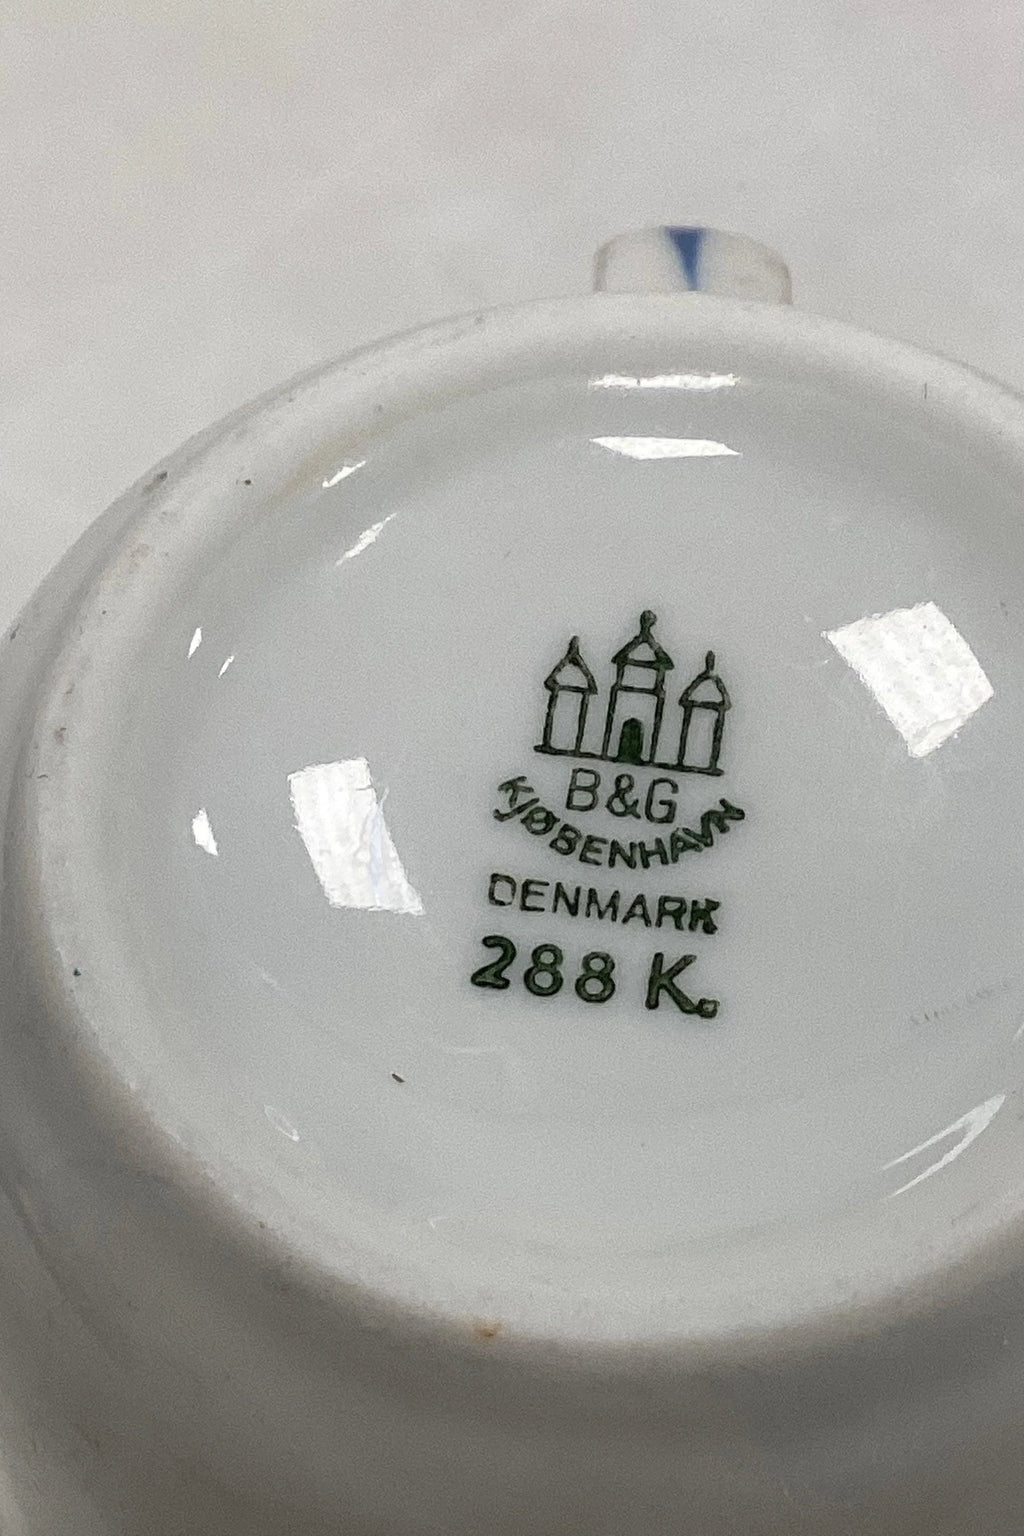 B&G
KJØBENHAVN
DENMARK
288 K.